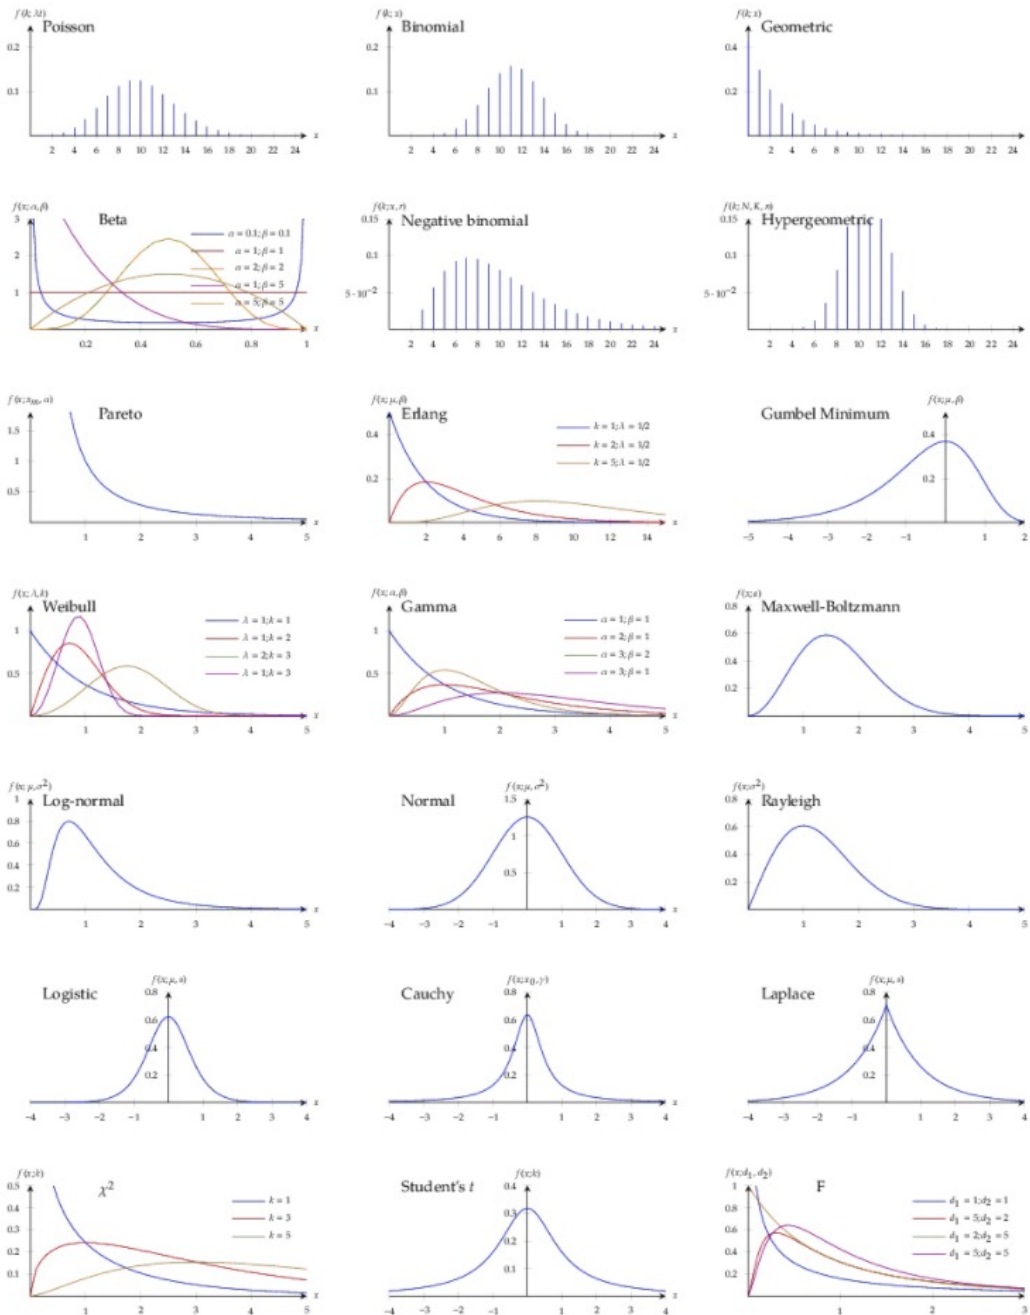 f(k; λt)
Poisson
0.2
0.1
2 4 6 8 10 12 14 16 18 20 22 24
x
Binomial
0.2
0.1
2 4 6 8 10 12 14 16 18 20 22 24
x
Geometric
0.4
0.2
2 4 6 8 10 12 14 16 18 20 22 24
f(x; α, β)
Beta
3
2
1
α = 0.1; β = 0.1
α = 1; β = 1
α = 2; β = 2
α = 1; β = 5
α = 5; β = 5
0.2 0.4 0.6 0.8 1
x
f(k; x, r)
Negative binomial
0.15
0.1
5·10⁻²
2 4 6 8 10 12 14 16 18 20 22 24
x
f(k; N, K, n)
Hypergeometric
0.15
0.1
5·10⁻²
2 4 6 8 10 12 14 16 18 20 22 24
f(x; xₘ, α)
Pareto
1.5
1
0.5
1 2 3 4 5
x
f(x; μ, β)
Erlang
0.4
0.2
k = 1; λ = 1/2
k = 2; λ = 1/2
k = 5; λ = 1/2
2 4 6 8 10 12 14
x
Gumbel Minimum
f(x; μ, β)
0.4
0.2
−5 −4 −3 −2 −1 1 2
f(x; λ, k)
Weibull
1
0.5
λ = 1; k = 1
λ = 1; k = 2
λ = 2; k = 3
λ = 1; k = 3
1 2 3 4 5
x
f(x; α, β)
Gamma
1
0.5
α = 1; β = 1
α = 2; β = 1
α = 3; β = 2
α = 3; β = 1
1 2 3 4 5
x
f(x; a)
Maxwell-Boltzmann
0.8
0.6
0.4
0.2
1 2 3 4 5
f(x; μ, σ²)
Log-normal
1
0.8
0.6
0.4
0.2
1 2 3 4 5
x
Normal
f(x; μ, σ²)
1.5
1
0.5
−4 −3 −2 −1 1 2 3 4
x
f(x; σ²)
Rayleigh
0.8
0.6
0.4
0.2
1 2 3 4 5
Logistic
f(x; μ, s)
0.8
0.6
0.4
0.2
−4 −3 −2 −1 1 2 3 4
x
Cauchy
f(x; x₀, γ)
0.8
0.6
0.4
0.2
−4 −3 −2 −1 1 2 3 4
x
Laplace
f(x; μ, s)
0.8
0.6
0.4
0.2
−4 −3 −2 −1 1 2 3 4
f(x; k)
χ²
0.5
0.4
0.3
0.2
0.1
k = 1
k = 3
k = 5
1 2 3 4 5
Student's t
f(x; k)
0.4
0.3
0.2
0.1
−4 −3 −2 −1 1 2 3 4
f(x; d₁, d₂)
F
1
0.8
0.6
0.4
0.2
d₁ = 1; d₂ = 1
d₁ = 5; d₂ = 2
d₁ = 2; d₂ = 5
d₁ = 5; d₂ = 5
1 2 3